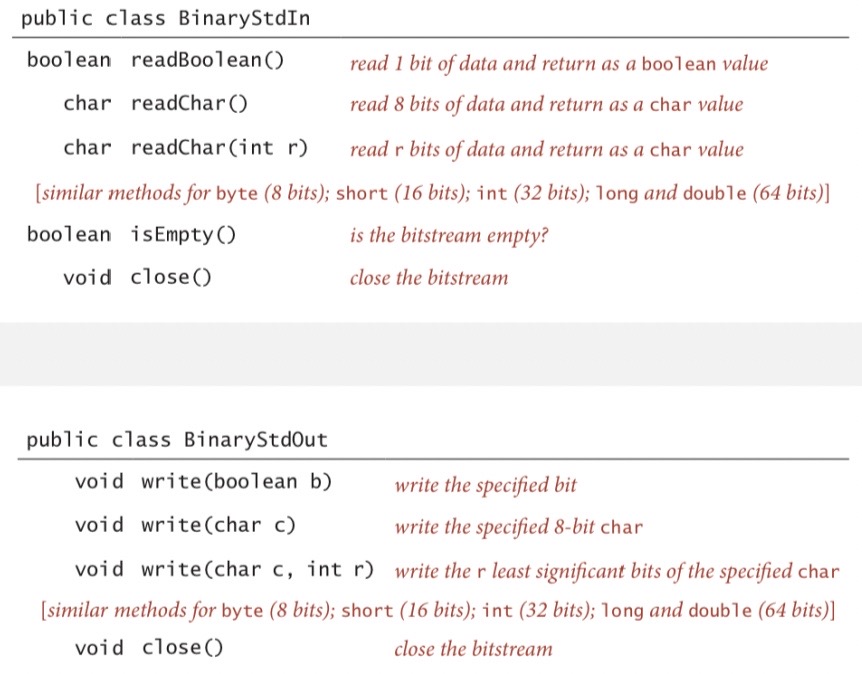 public class BinaryStdIn
boolean readBoolean() read 1 bit of data and return as a boolean value
char readChar() read 8 bits of data and return as a char value
char readChar(int r) read r bits of data and return as a char value
[similar methods for byte (8 bits); short (16 bits); int (32 bits); long and double (64 bits)]
boolean isEmpty() is the bitstream empty?
void close() close the bitstream
public class BinaryStdOut
void write(boolean b) write the specified bit
void write(char c) write the specified 8-bit char
void write(char c, int r) write the r least significant bits of the specified char
[similar methods for byte (8 bits); short (16 bits); int (32 bits); long and double (64 bits)]
void close() close the bitstream